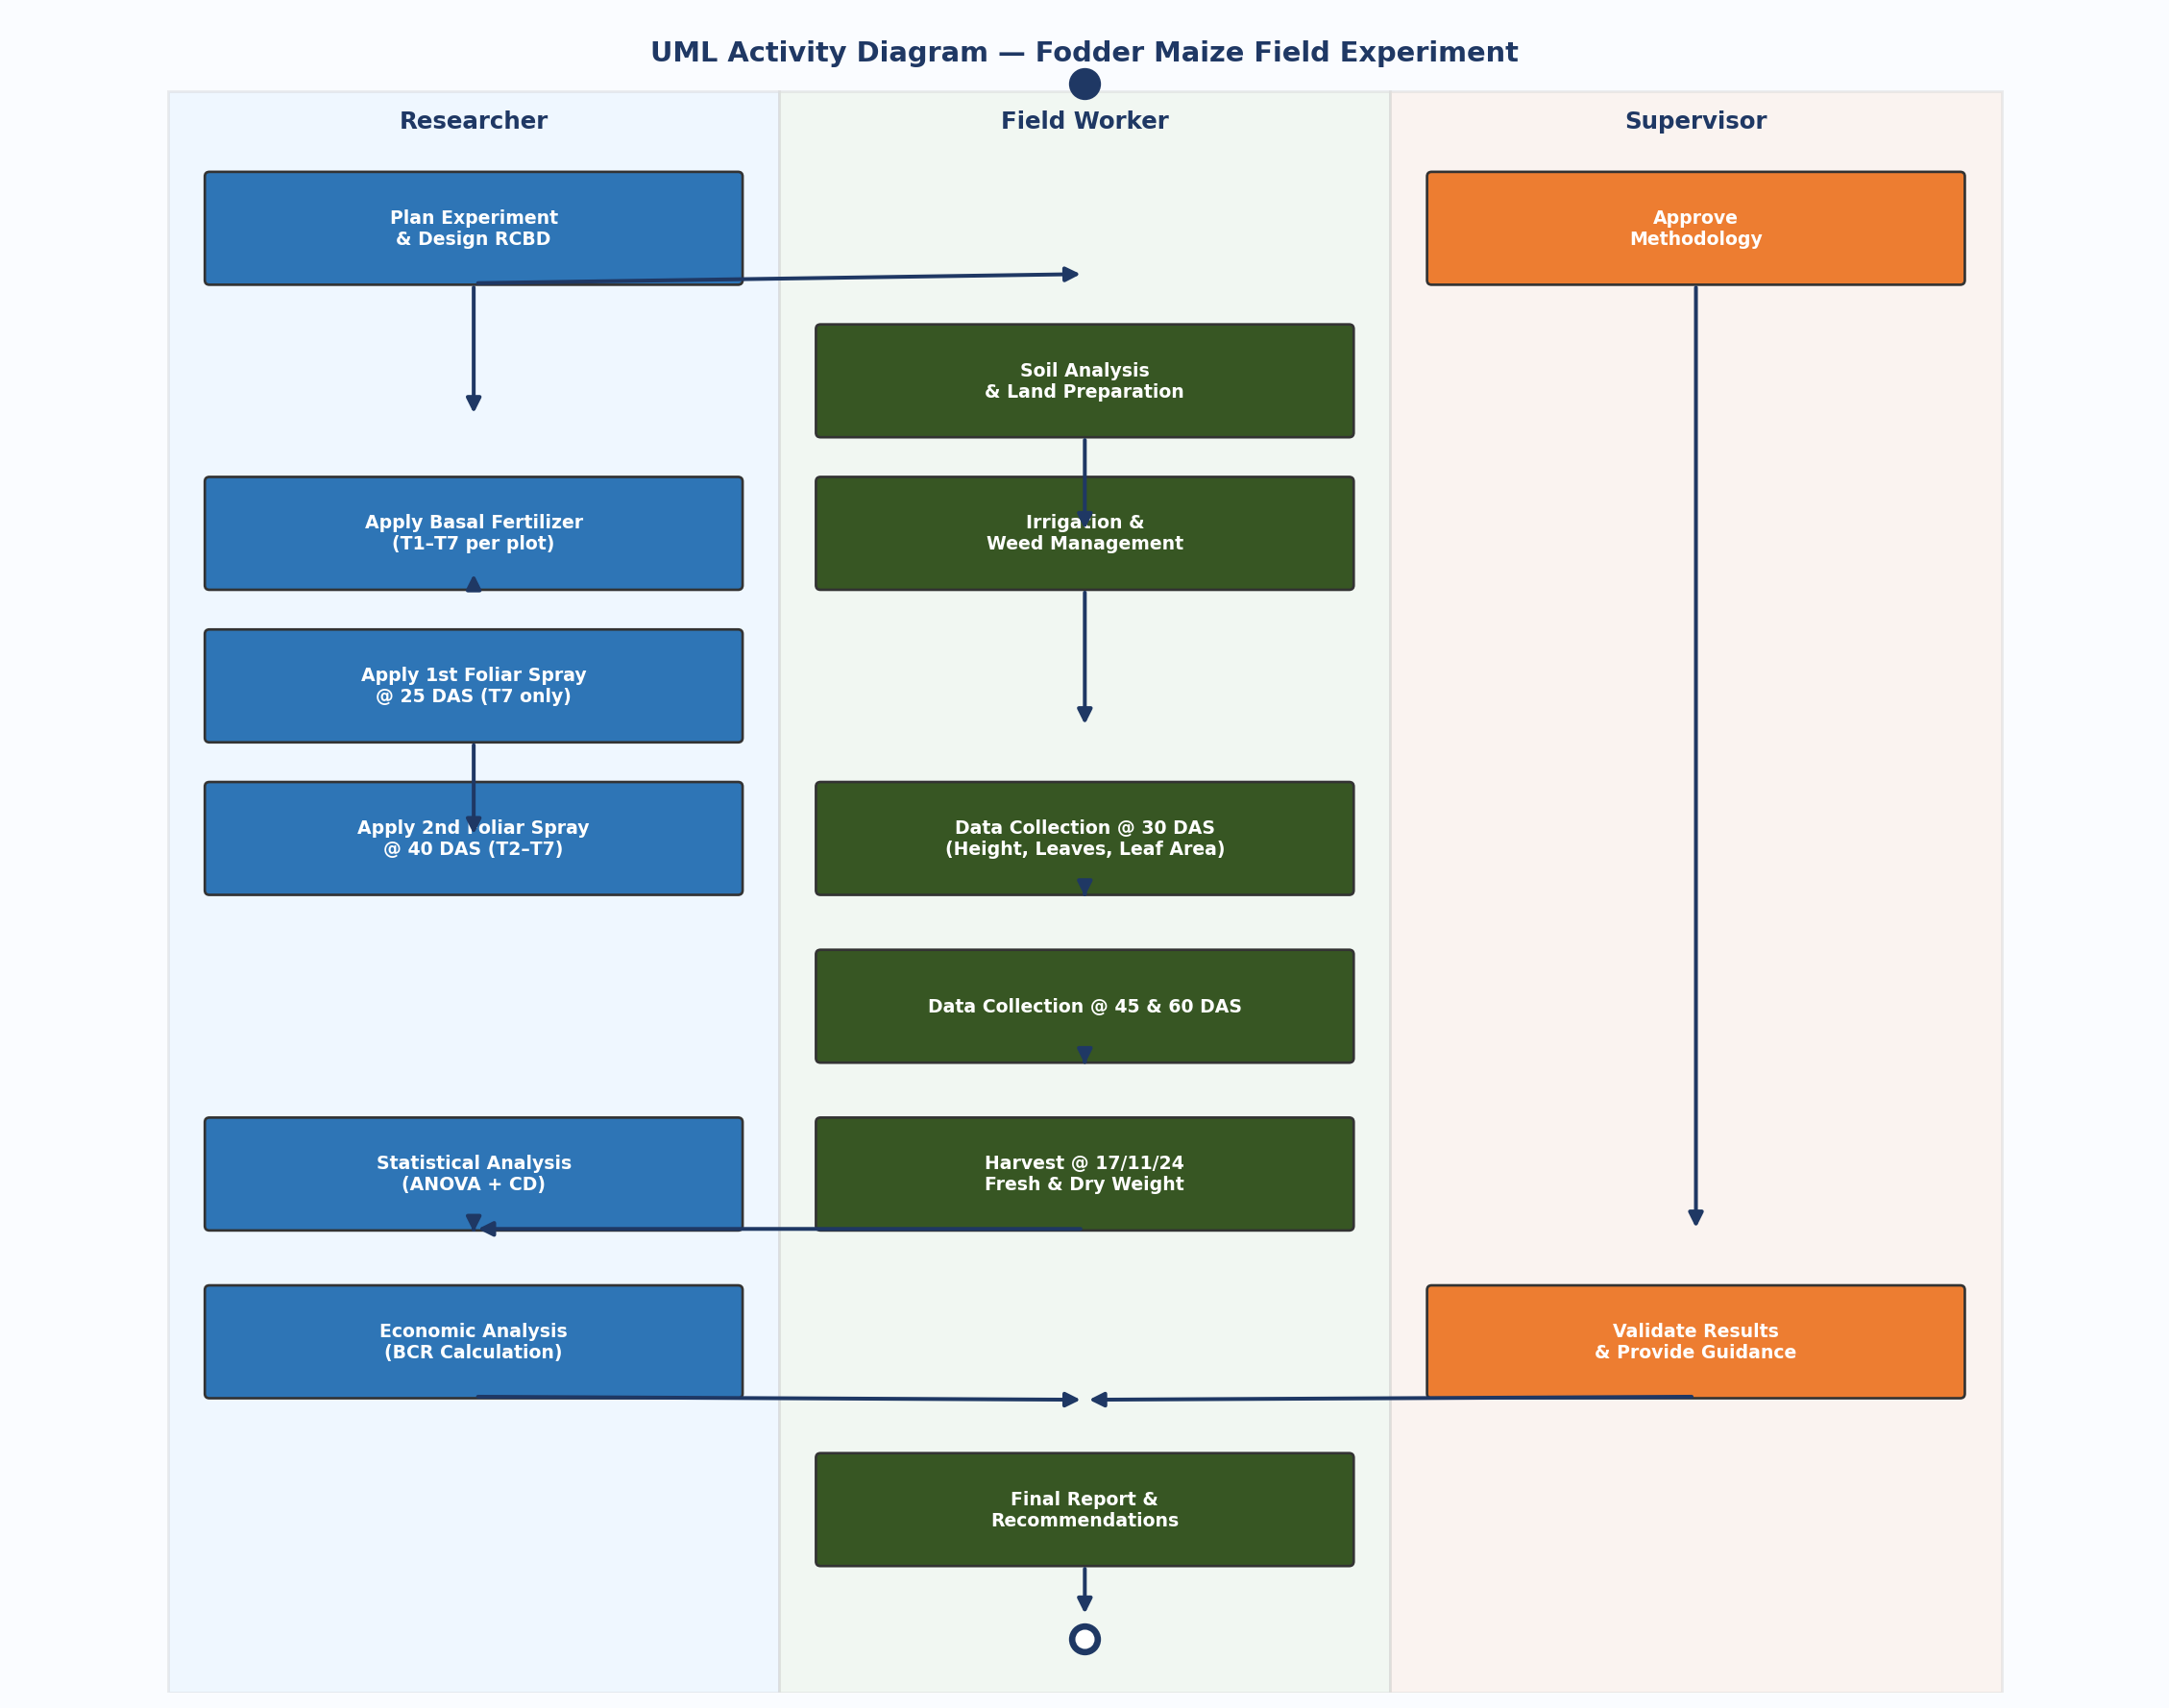 UML Activity Diagram — Fodder Maize Field Experiment
Researcher
Field Worker
Supervisor
Plan Experiment
& Design RCBD
Approve
Methodology
Soil Analysis
& Land Preparation
Apply Basal Fertilizer
(T1–T7 per plot)
Irrigation &
Weed Management
Apply 1st Foliar Spray
@ 25 DAS (T7 only)
Apply 2nd Foliar Spray
@ 40 DAS (T2–T7)
Data Collection @ 30 DAS
(Height, Leaves, Leaf Area)
Data Collection @ 45 & 60 DAS
Statistical Analysis
(ANOVA + CD)
Harvest @ 17/11/24
Fresh & Dry Weight
Economic Analysis
(BCR Calculation)
Validate Results
& Provide Guidance
Final Report &
Recommendations